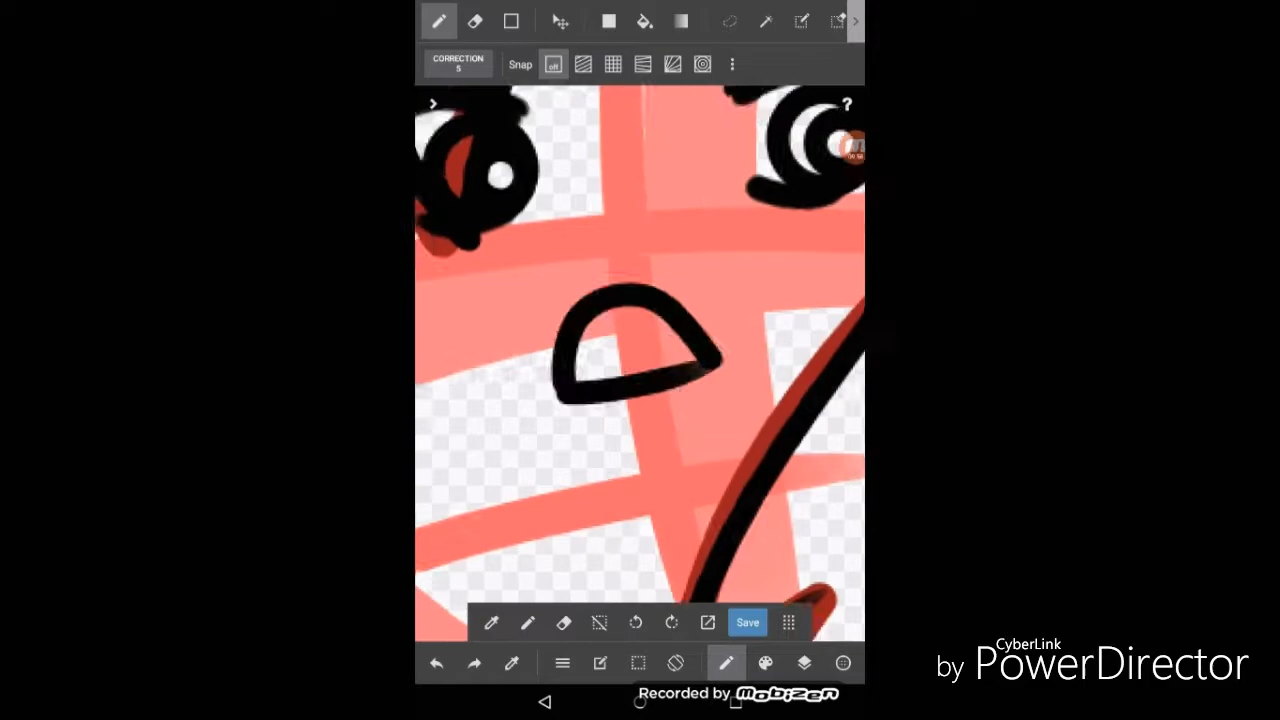 CORRECTION
5
Snap
off
?
Save
CyberLink
by PowerDirector
Recorded by mobizen